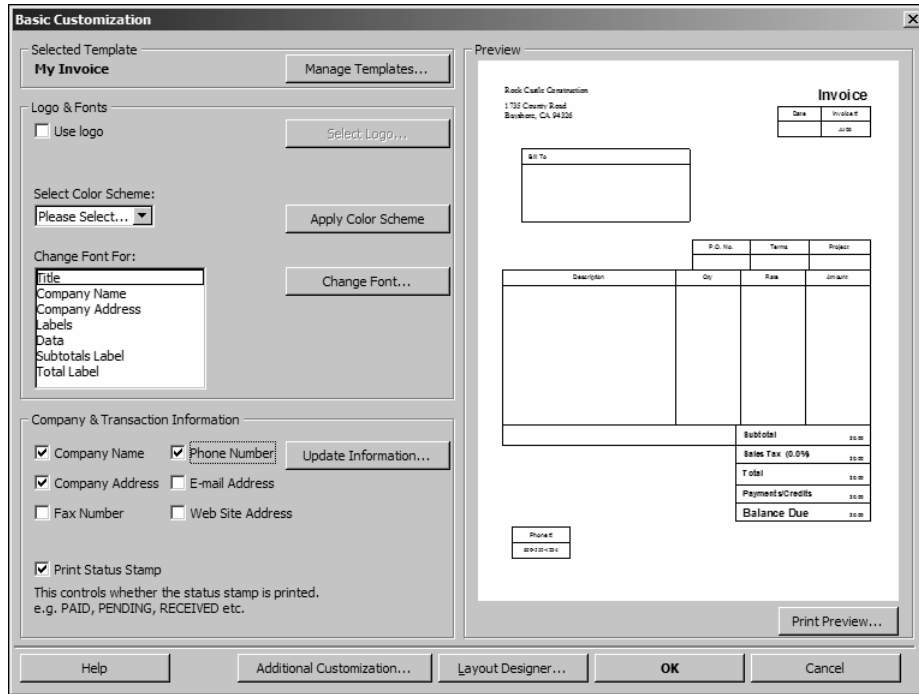 Basic Customization
Selected Template
My Invoice
Manage Templates...
Logo & Fonts
Use logo
Select Logo...
Select Color Scheme:
Please Select...
Apply Color Scheme
Change Font For:
Change Font...
Title
Company Name
Company Address
Labels
Data
Subtotals Label
Total Label
Company & Transaction Information
Company Name
Phone Number
Update Information...
Company Address
E-mail Address
Fax Number
Web Site Address
Print Status Stamp
This controls whether the status stamp is printed.
e.g. PAID, PENDING, RECEIVED etc.
Preview
Rock Castle Construction
1735 County Road
Bayshore, CA 94326
Invoice
Date Invoice #
Bill To
P.O. No. Terms Project
Description Qty Rate Amount
Subtotal
Sales Tax (0.0%
Total
Payments/Credits
Balance Due
Phone #
Print Preview...
Help
Additional Customization...
Layout Designer...
OK
Cancel